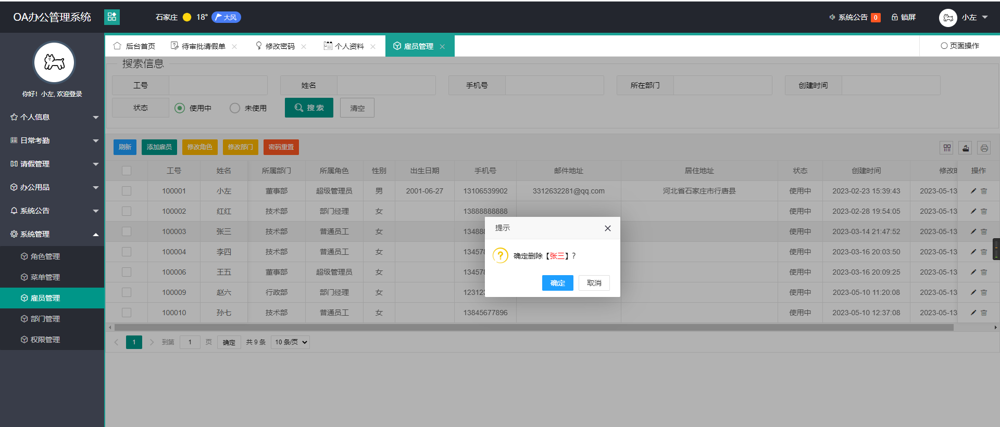 OA办公管理系统
石家庄 18° 大风
系统公告 0 锁屏 小左
你好！小左, 欢迎登录
个人信息
日常考勤
请假管理
办公用品
系统公告
系统管理
角色管理
菜单管理
雇员管理
部门管理
权限管理
后台首页 待审批请假单 修改密码 个人资料 雇员管理 页面操作
搜索信息
工号 姓名 手机号 所在部门 创建时间
状态 使用中 未使用 搜 索 清空
刷新 添加雇员 修改角色 修改部门 密码重置
工号 姓名 所属部门 所属角色 性别 出生日期 手机号 邮件地址 居住地址 状态 创建时间 修改 操作
100001 小左 董事部 超级管理员 男 2001-06-27 13106539902 3312632281@qq.com 河北省石家庄市行唐县 使用中 2023-02-23 15:39:43 2023-05-13
100002 红红 技术部 部门经理 女 13888888888 使用中 2023-02-28 19:54:05 2023-05-13
100003 张三 技术部 普通员工 女 13488 使用中 2023-03-14 21:47:52 2023-05-13
100004 李四 技术部 普通员工 女 13457 使用中 2023-03-16 20:03:50 2023-05-13
100006 王五 董事部 超级管理员 女 13457 使用中 2023-03-16 20:09:25 2023-05-13
100009 赵六 行政部 部门经理 女 12312 使用中 2023-05-10 11:20:08 2023-05-13
100010 孙七 技术部 普通员工 女 13845677896 使用中 2023-05-10 12:37:08 2023-05-13
1 到第 1 页 确定 共 9 条 10 条/页
提示
确定删除【张三】?
确定 取消